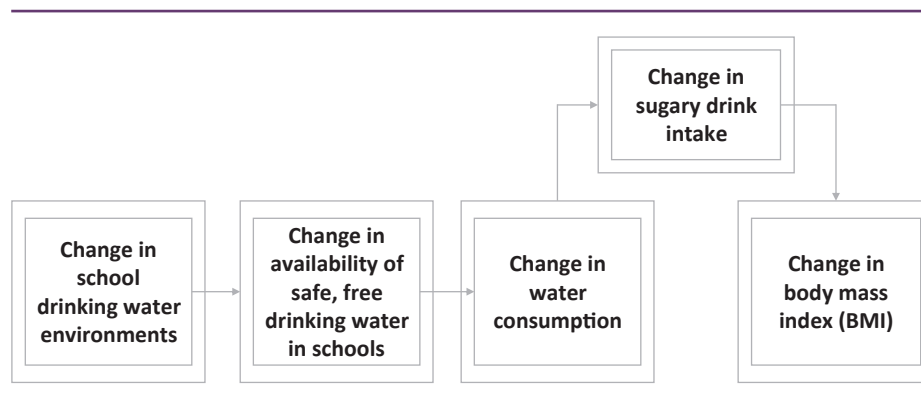 Change in
school
drinking water
environments
Change in
availability of
safe, free
drinking water
in schools
Change in
water
consumption
Change in
sugary drink
intake
Change in
body mass
index (BMI)